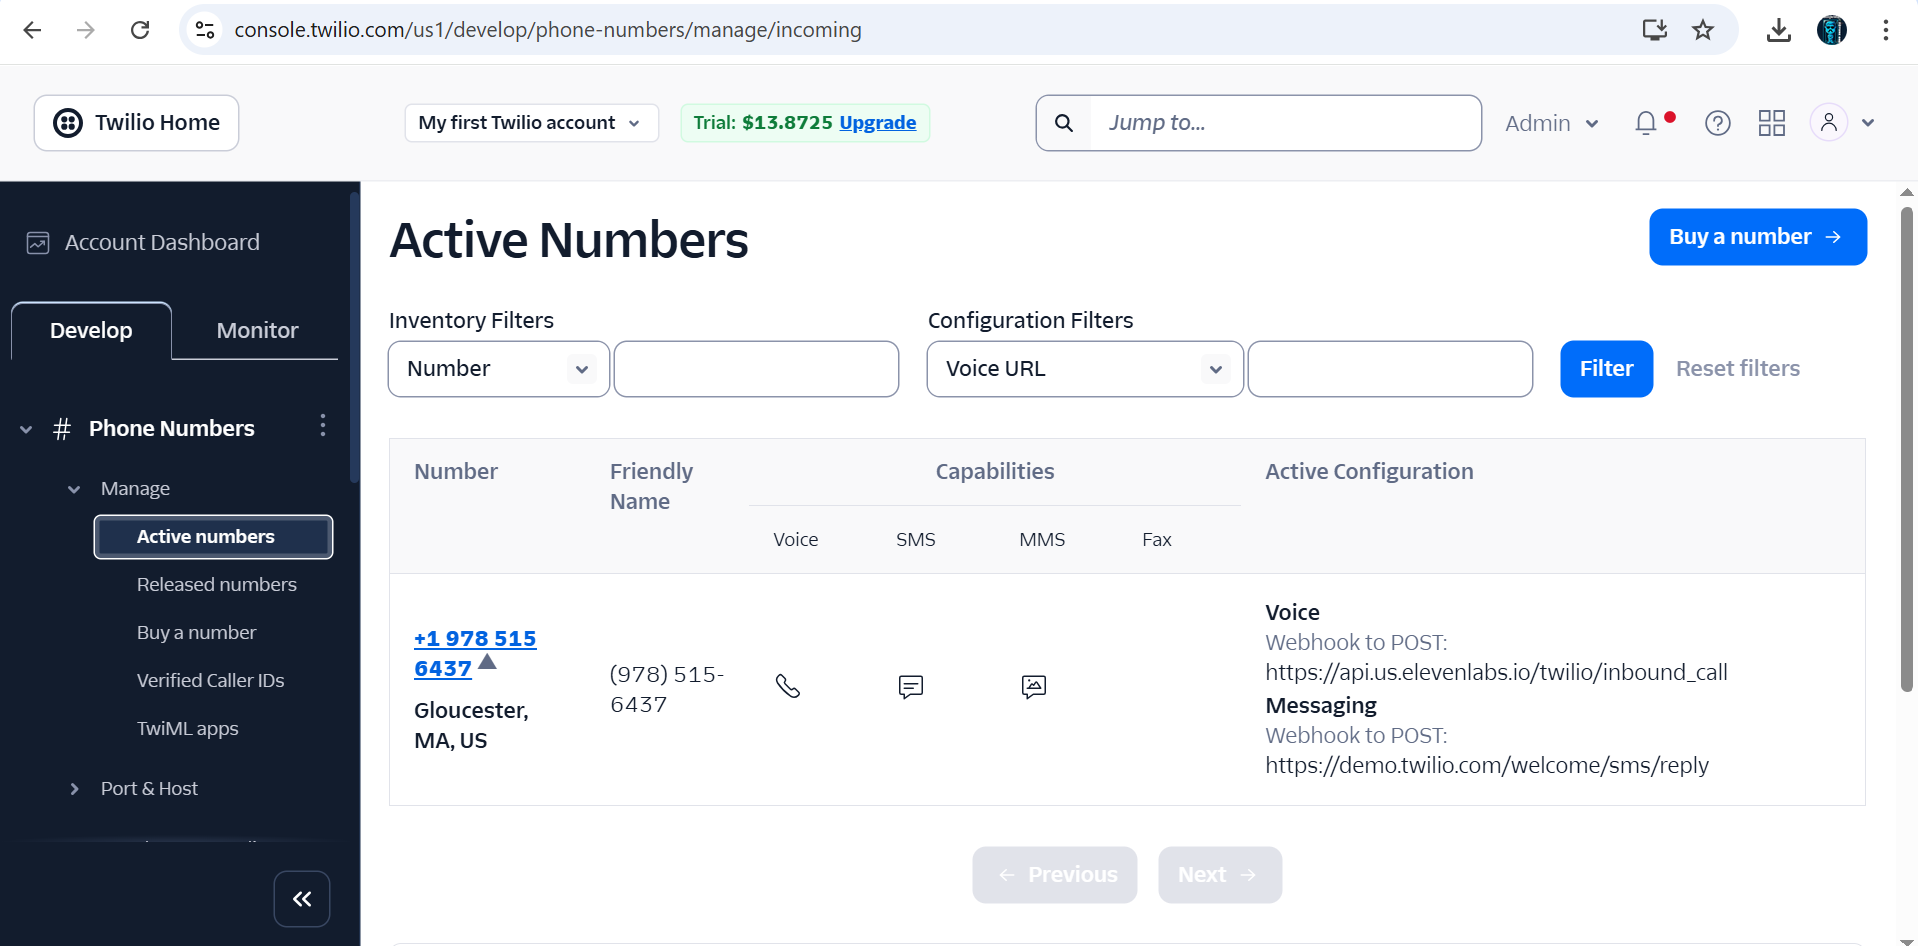 console.twilio.com/us1/develop/phone-numbers/manage/incoming
Twilio Home
My first Twilio account
Trial: $13.8725 Upgrade
Jump to...
Admin
Account Dashboard
Develop
Monitor
Phone Numbers
Manage
Active numbers
Released numbers
Buy a number
Verified Caller IDs
TwiML apps
Port & Host
Active Numbers
Buy a number
Inventory Filters
Configuration Filters
Number
Voice URL
Filter
Reset filters
Number
Friendly
Name
Capabilities
Active Configuration
Voice
SMS
MMS
Fax
+1 978 515
6437
Gloucester,
MA, US
(978) 515-
6437
Voice
Webhook to POST:
https://api.us.elevenlabs.io/twilio/inbound_call
Messaging
Webhook to POST:
https://demo.twilio.com/welcome/sms/reply
Previous
Next